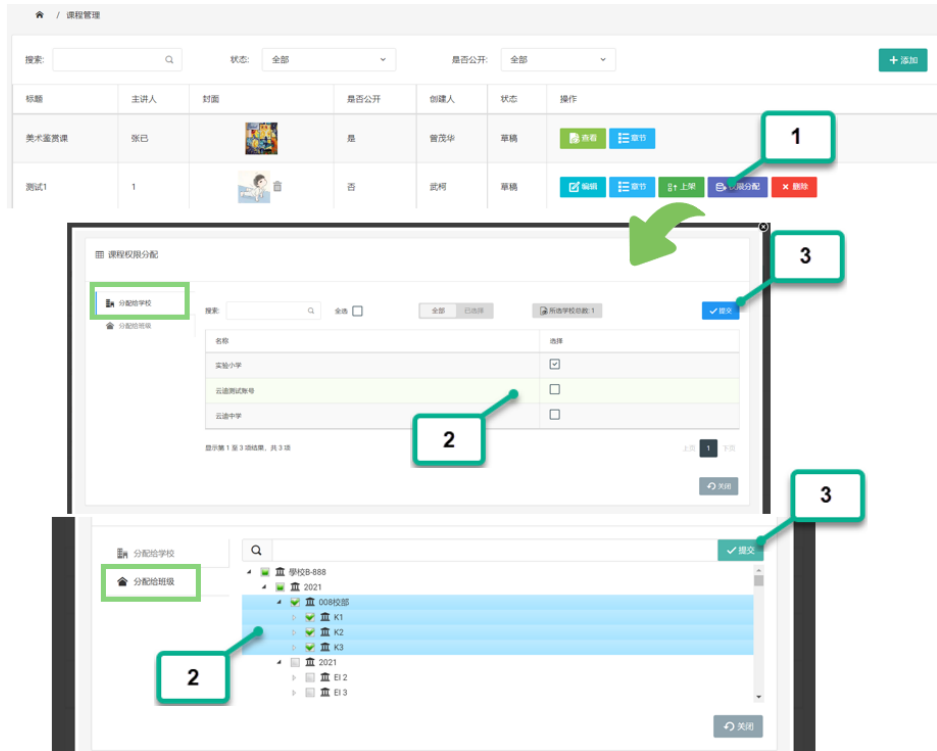 / 课程管理
搜索: 状态: 全部 是否公开: 全部 + 添加
标题 主讲人 封面 是否公开 创建人 状态 操作
美术鉴赏课 张已 是 曾茂华 草稿 查看 章节
1
测试1 1 否 武柯 草稿 编辑 章节 上架 权限分配 × 删除
课程权限分配
3
分配给学校
分配给班级
搜索: 全选 全部 已选择 所选学校总数: 1 提交
名称 选择
实验小学
云造测试账号
云造中学
2
显示第 1 至 3 项结果，共 3 项 上页 1 下页
关闭
3
分配给学校 提交
分配给班级
學校B-888
2021
008校部
K1
K2
K3
2
2021
EI 2
EI 3
关闭